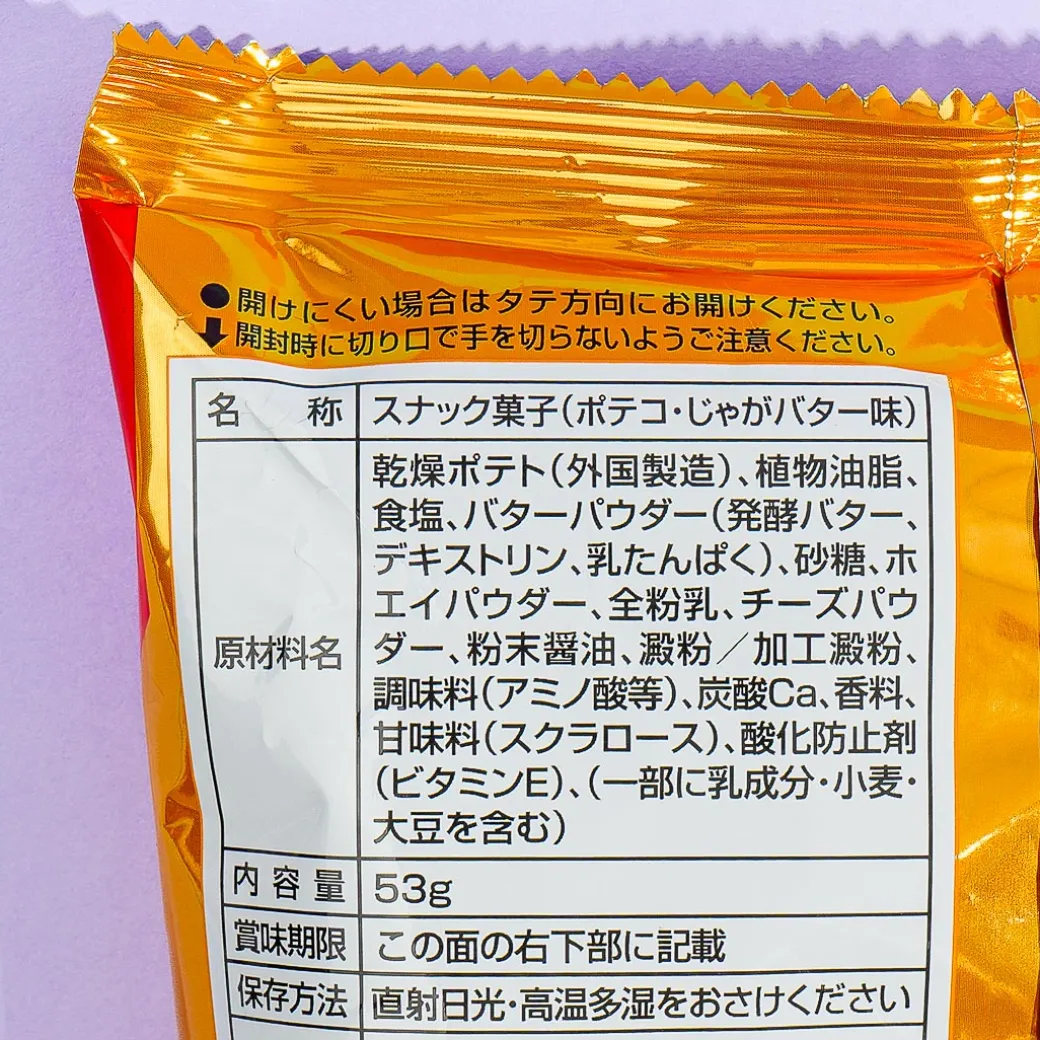 ●開けにくい場合はタテ方向にお開けください。
↓開封時に切り口で手を切らないようご注意ください。
名称 スナック菓子(ポテコ・じゃがバター味)
原材料名 乾燥ポテト(外国製造)、植物油脂、
食塩、バターパウダー(発酵バター、
デキストリン、乳たんぱく)、砂糖、ホ
エイパウダー、全粉乳、チーズパウ
ダー、粉末醤油、澱粉/加工澱粉、
調味料(アミノ酸等)、炭酸Ca、香料、
甘味料(スクラロース)、酸化防止剤
(ビタミンE)、(一部に乳成分・小麦・
大豆を含む)
内容量 53g
賞味期限 この面の右下部に記載
保存方法 直射日光・高温多湿をおさけください